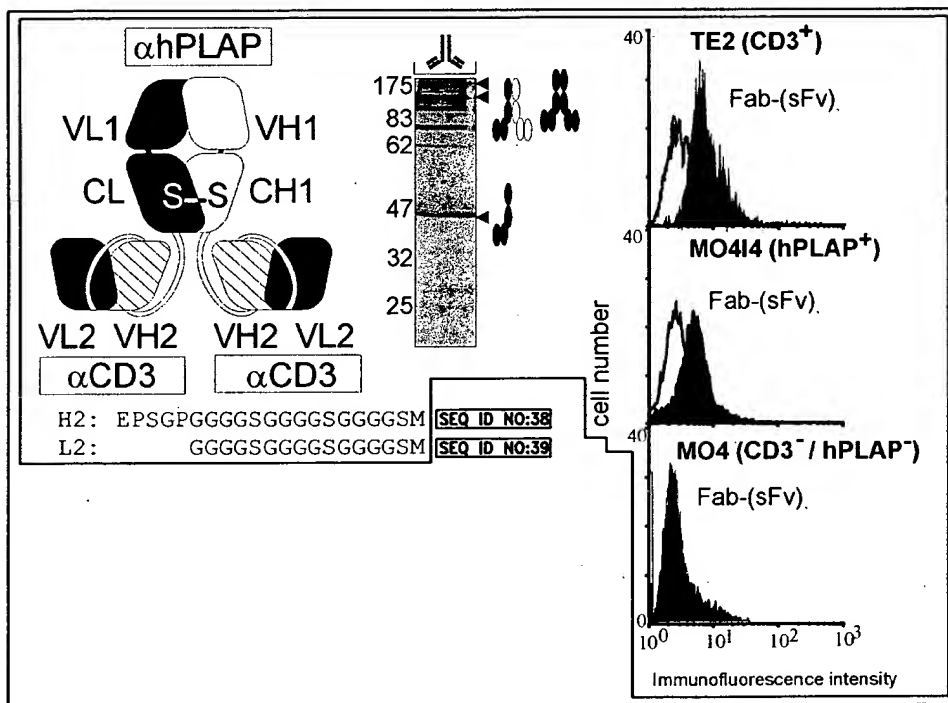 αhPLAP
VL1 VH1
CL S-S CH1
VL2 VH2 VH2 VL2
αCD3 αCD3
H2: EPSGPGGGGSGGGGSGGGGSM SEQ ID NO:38
L2: GGGGSGGGGSGGGGSM SEQ ID NO:39
175
83
62
47
32
25
cell number
40
TE2 (CD3+)
Fab-(sFv)
40
MO4I4 (hPLAP+)
Fab-(sFv)
40
MO4 (CD3- / hPLAP-)
Fab-(sFv)
0
10⁰ 10¹ 10² 10³
Immunofluorescence intensity